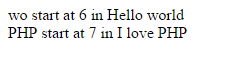 wo start at 6 in Hello world
PHP start at 7 in I love PHP